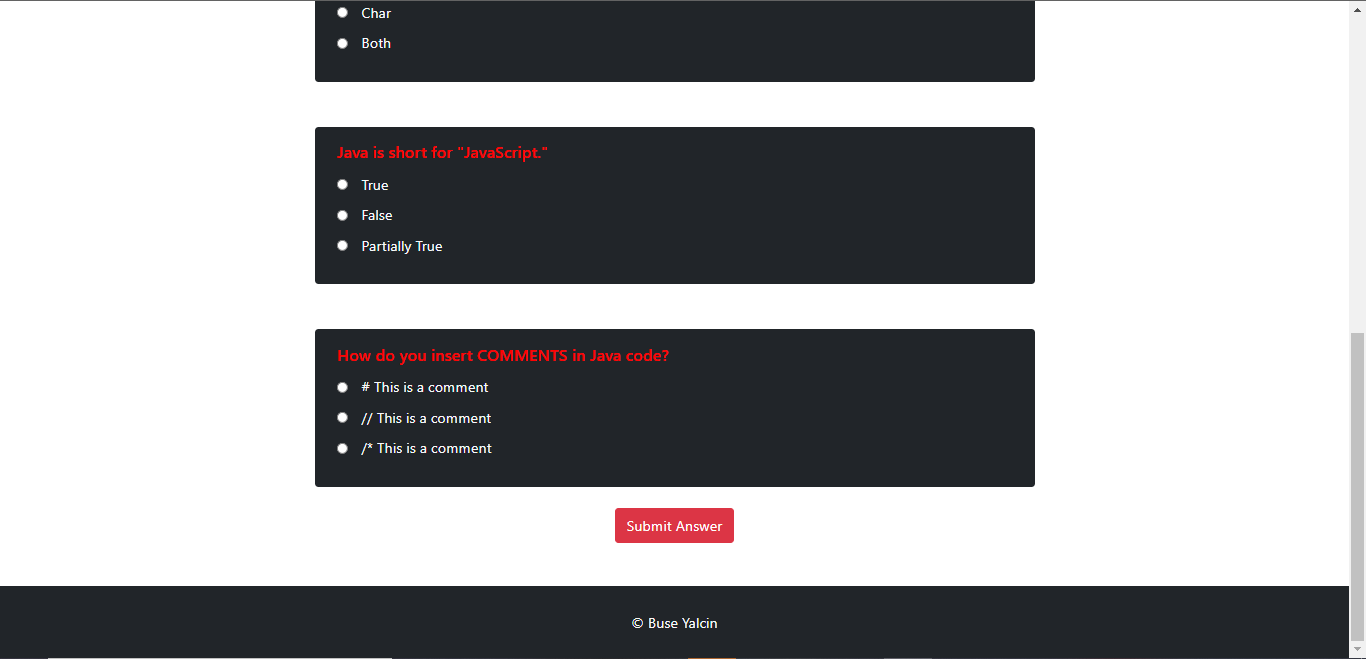 Char
Both
Java is short for "JavaScript."
True
False
Partially True
How do you insert COMMENTS in Java code?
# This is a comment
// This is a comment
/* This is a comment
Submit Answer
© Buse Yalcin